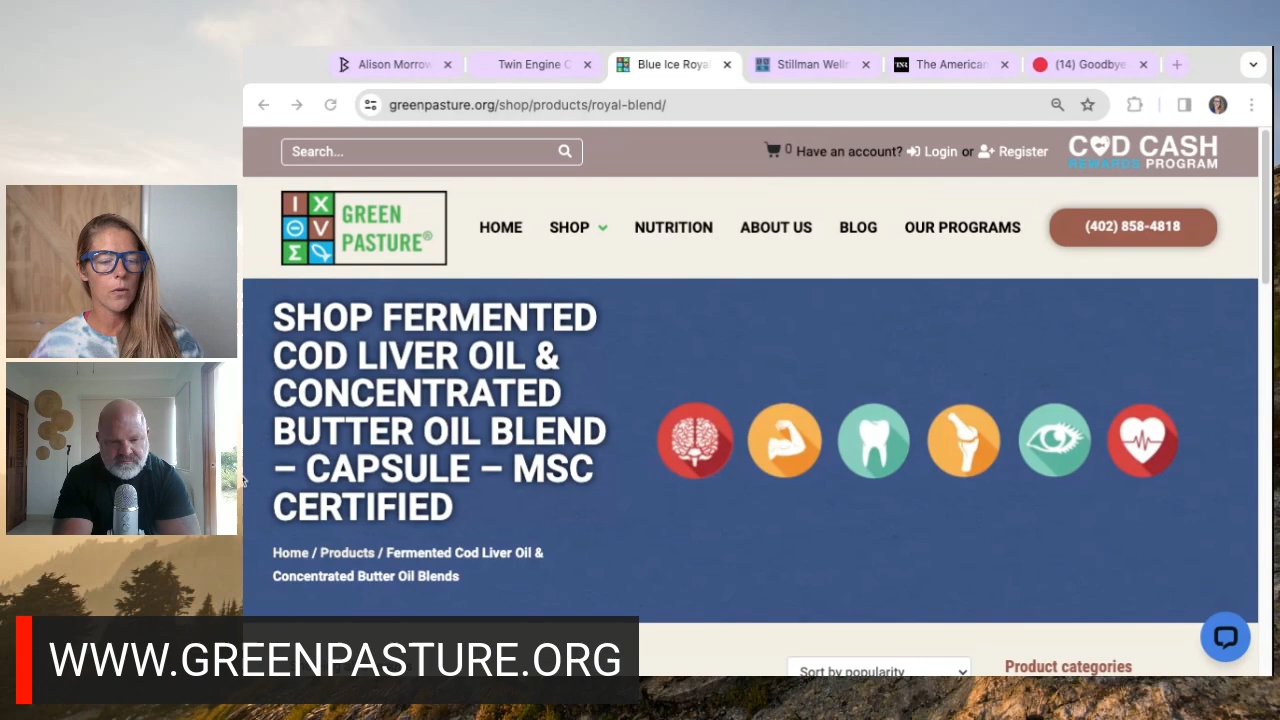 Alison Morrow
Twin Engine C
Blue Ice Roya
Stillman Welln
The American
(14) Goodbye
greenpasture.org/shop/products/royal-blend/
Search...
0 Have an account? Login or Register
COD CASH
REWARDS PROGRAM
GREEN
PASTURE®
HOME
SHOP
NUTRITION
ABOUT US
BLOG
OUR PROGRAMS
(402) 858-4818
SHOP FERMENTED
COD LIVER OIL &
CONCENTRATED
BUTTER OIL BLEND
– CAPSULE – MSC
CERTIFIED
Home / Products / Fermented Cod Liver Oil &
Concentrated Butter Oil Blends
Sort by popularity
Product categories
WWW.GREENPASTURE.ORG